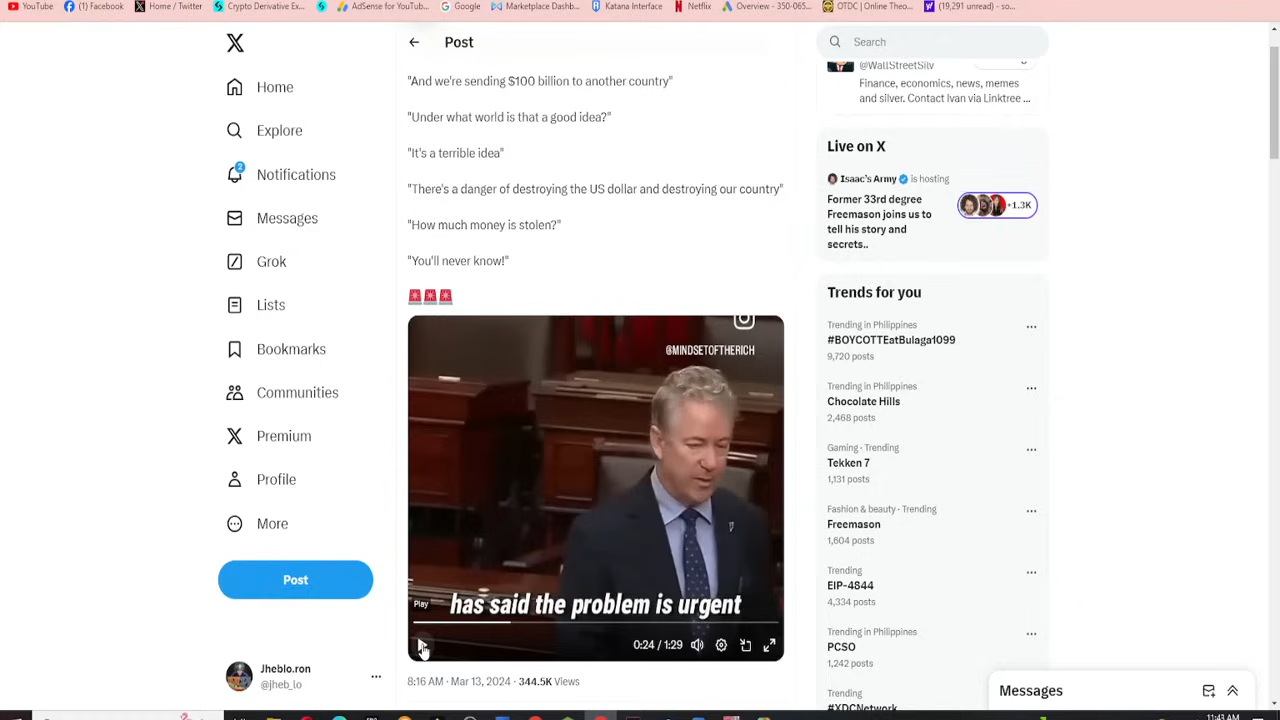 YouTube
(1) Facebook
Home / Twitter
Crypto Derivative Ex...
AdSense for YouTub...
Google
Marketplace Dashb...
Katana Interface
Netflix
Overview - 350-065...
OTDC | Online Theo...
(19,291 unread) - so...
Home
Explore
Notifications
2
Messages
Grok
Lists
Bookmarks
Communities
Premium
Profile
More
Post
Jheblo.ron
@jheb_lo
Post
"And we're sending $100 billion to another country"
"Under what world is that a good idea?"
"It's a terrible idea"
"There's a danger of destroying the US dollar and destroying our country"
"How much money is stolen?"
"You'll never know!"
@MINDSETOFTHERICH
Play
has said the problem is urgent
0:24 / 1:29
8:16 AM · Mar 13, 2024 · 344.5K Views
Search
@WallStreetSilv
Finance, economics, news, memes
and silver. Contact Ivan via Linktree ...
Live on X
Isaac's Army is hosting
Former 33rd degree
Freemason joins us to
tell his story and
secrets..
+1.3K
Trends for you
Trending in Philippines
#BOYCOTTEatBulaga1099
9,720 posts
Trending in Philippines
Chocolate Hills
2,468 posts
Gaming · Trending
Tekken 7
1,131 posts
Fashion & beauty · Trending
Freemason
1,604 posts
Trending
EIP-4844
4,334 posts
Trending in Philippines
PCSO
1,242 posts
Trending
#XDCNetwork
Messages
11:43 AM